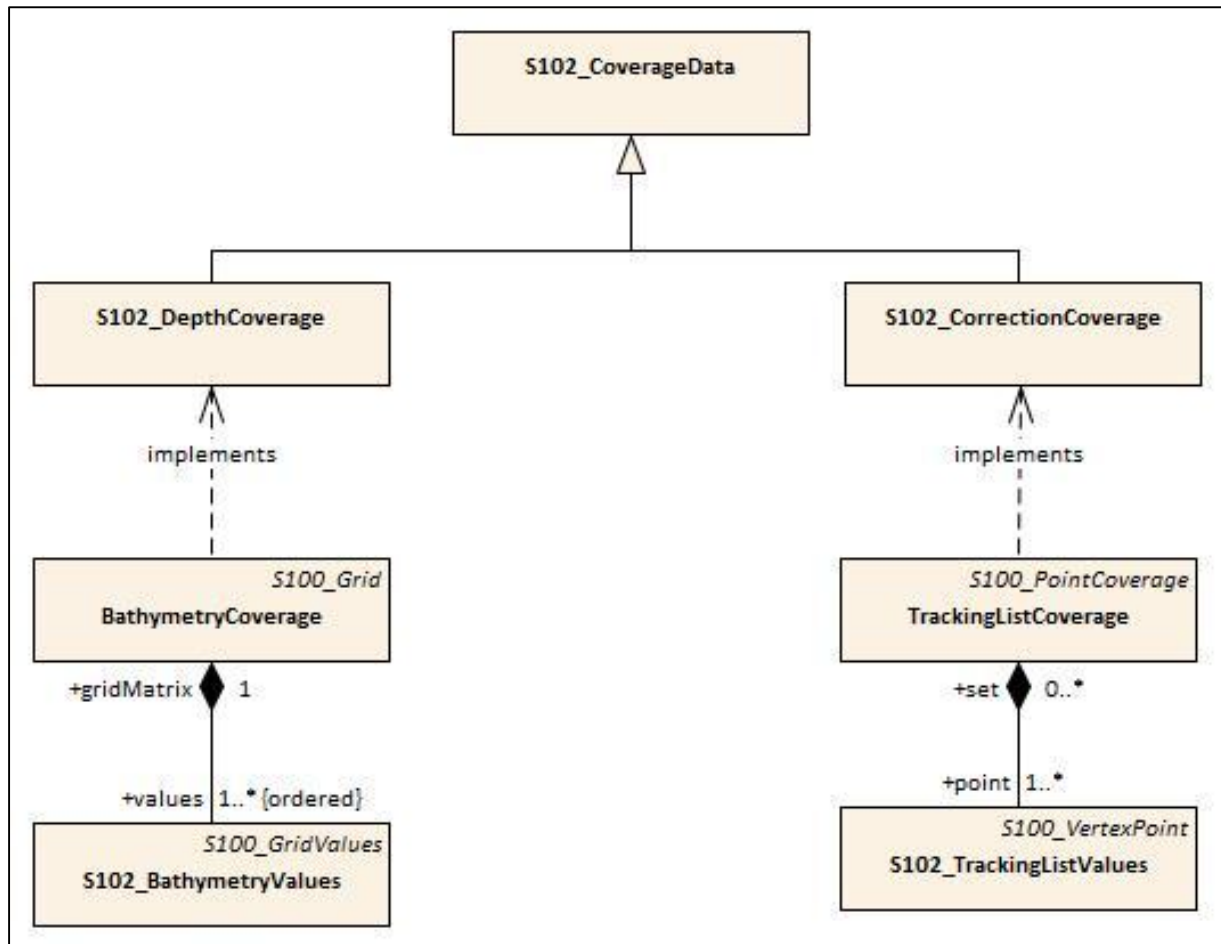 S102_CoverageData
S102_DepthCoverage
S102_CorrectionCoverage
implements
implements
S100_Grid
BathymetryCoverage
S100_PointCoverage
TrackingListCoverage
+gridMatrix 1
+set 0..*
+values 1..* {ordered}
+point 1..*
S100_GridValues
S102_BathymetryValues
S100_VertexPoint
S102_TrackingListValues